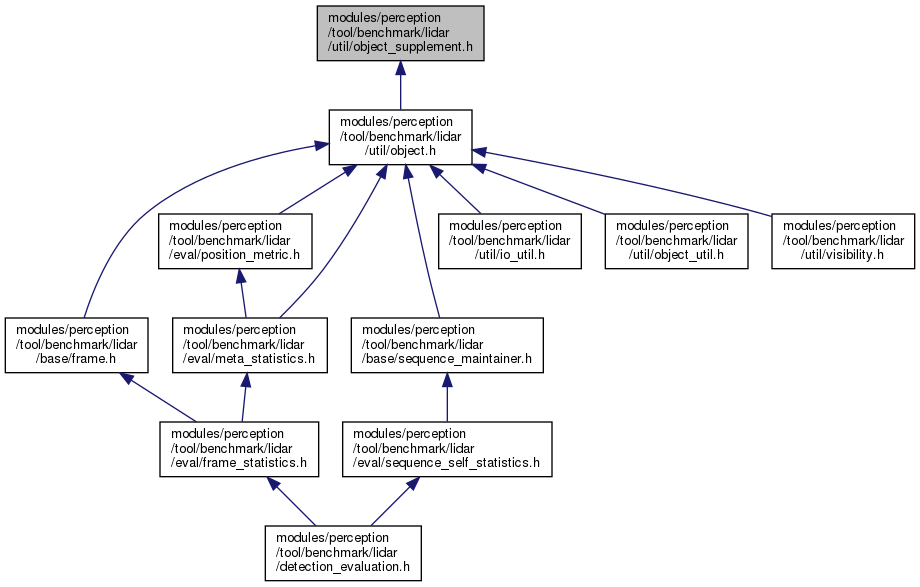 modules/perception
/tool/benchmark/lidar
/util/object_supplement.h
modules/perception
/tool/benchmark/lidar
/util/object.h
modules/perception
/tool/benchmark/lidar
/eval/position_metric.h
modules/perception
/tool/benchmark/lidar
/util/io_util.h
modules/perception
/tool/benchmark/lidar
/util/object_util.h
modules/perception
/tool/benchmark/lidar
/util/visibility.h
modules/perception
/tool/benchmark/lidar
/base/frame.h
modules/perception
/tool/benchmark/lidar
/eval/meta_statistics.h
modules/perception
/tool/benchmark/lidar
/base/sequence_maintainer.h
modules/perception
/tool/benchmark/lidar
/eval/frame_statistics.h
modules/perception
/tool/benchmark/lidar
/eval/sequence_self_statistics.h
modules/perception
/tool/benchmark/lidar
/detection_evaluation.h